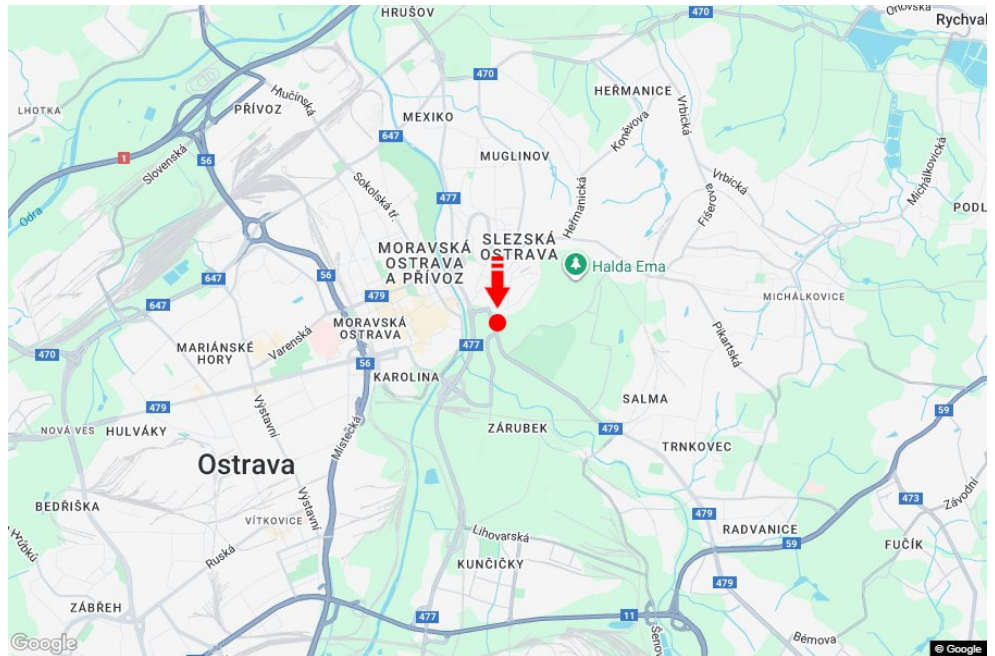 HRUŠOV
Orlovská
Rychval
470
LHOTKA
PŘÍVOZ
Hlučínská
MEXIKO
470
HEŘMANICE
Vrbická
Koněvova
647
56
1
Slovenská
MUGLINOV
Michálkovická
Odra
Sokolská tř.
477
Heřmanická
Fišerova
Vrbická
PODL
MORAVSKÁ
OSTRAVA
A PŘÍVOZ
SLEZSKÁ
OSTRAVA
Halda Ema
56
647
479
MICHÁLKOVICE
647
MORAVSKÁ
OSTRAVA
Pikartská
470
MARIÁNSKÉ
HORY
Varenská
477
56
KAROLINA
479
Výstavní
SALMA
59
NOVÁ VES
HULVÁKY
Místecká
ZÁRUBEK
479
TRNKOVEC
Ostrava
473
Závodní
BEDŘIŠKA
Výstavní
VÍTKOVICE
479
RADVANICE
Ruská
Lihovarská
59
FUČÍK
KUNČIČKY
479
ZÁBŘEH
477
11
Šenov
Bémova
Google
© Google